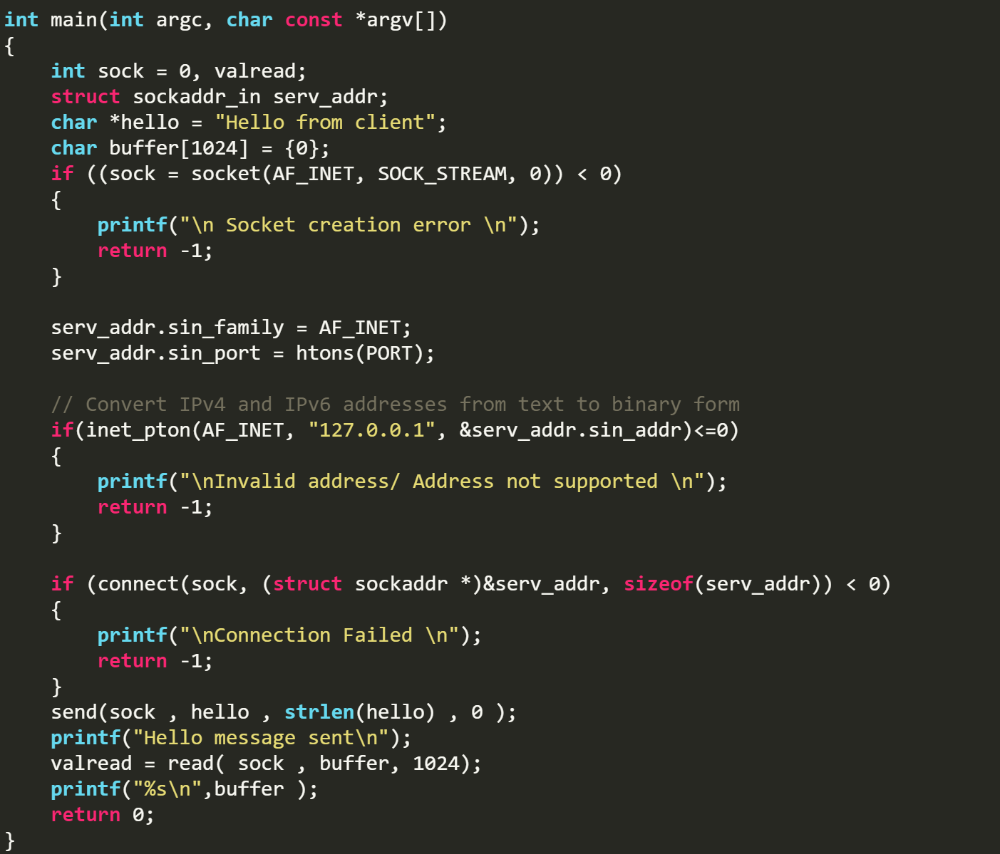 int main(int argc, char const *argv[])
{
    int sock = 0, valread;
    struct sockaddr_in serv_addr;
    char *hello = "Hello from client";
    char buffer[1024] = {0};
    if ((sock = socket(AF_INET, SOCK_STREAM, 0)) < 0)
    {
        printf("\n Socket creation error \n");
        return -1;
    }

    serv_addr.sin_family = AF_INET;
    serv_addr.sin_port = htons(PORT);

    // Convert IPv4 and IPv6 addresses from text to binary form
    if(inet_pton(AF_INET, "127.0.0.1", &serv_addr.sin_addr)<=0)
    {
        printf("\nInvalid address/ Address not supported \n");
        return -1;
    }

    if (connect(sock, (struct sockaddr *)&serv_addr, sizeof(serv_addr)) < 0)
    {
        printf("\nConnection Failed \n");
        return -1;
    }
    send(sock , hello , strlen(hello) , 0 );
    printf("Hello message sent\n");
    valread = read( sock , buffer, 1024);
    printf("%s\n",buffer );
    return 0;
}